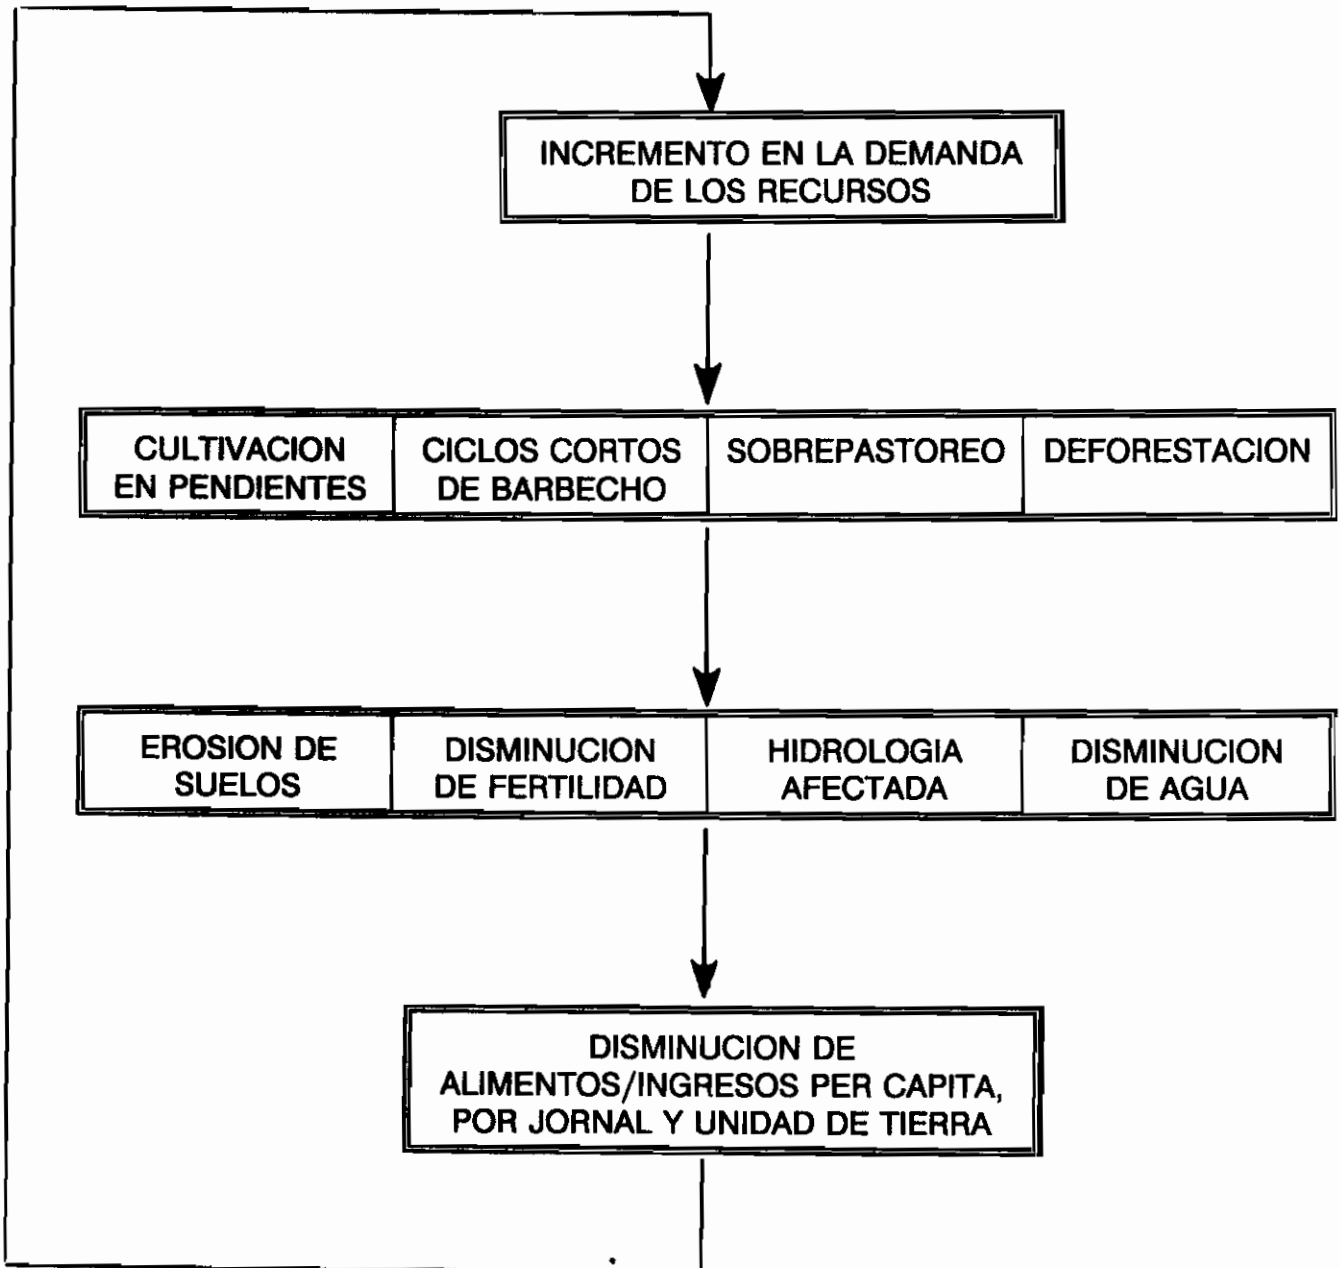 INCREMENTO EN LA DEMANDA
DE LOS RECURSOS
CULTIVACION
EN PENDIENTES
CICLOS CORTOS
DE BARBECHO
SOBREPASTOREO
DEFORESTACION
EROSION DE
SUELOS
DISMINUCION
DE FERTILIDAD
HIDROLOGIA
AFECTADA
DISMINUCION
DE AGUA
DISMINUCION DE
ALIMENTOS/INGRESOS PER CAPITA,
POR JORNAL Y UNIDAD DE TIERRA